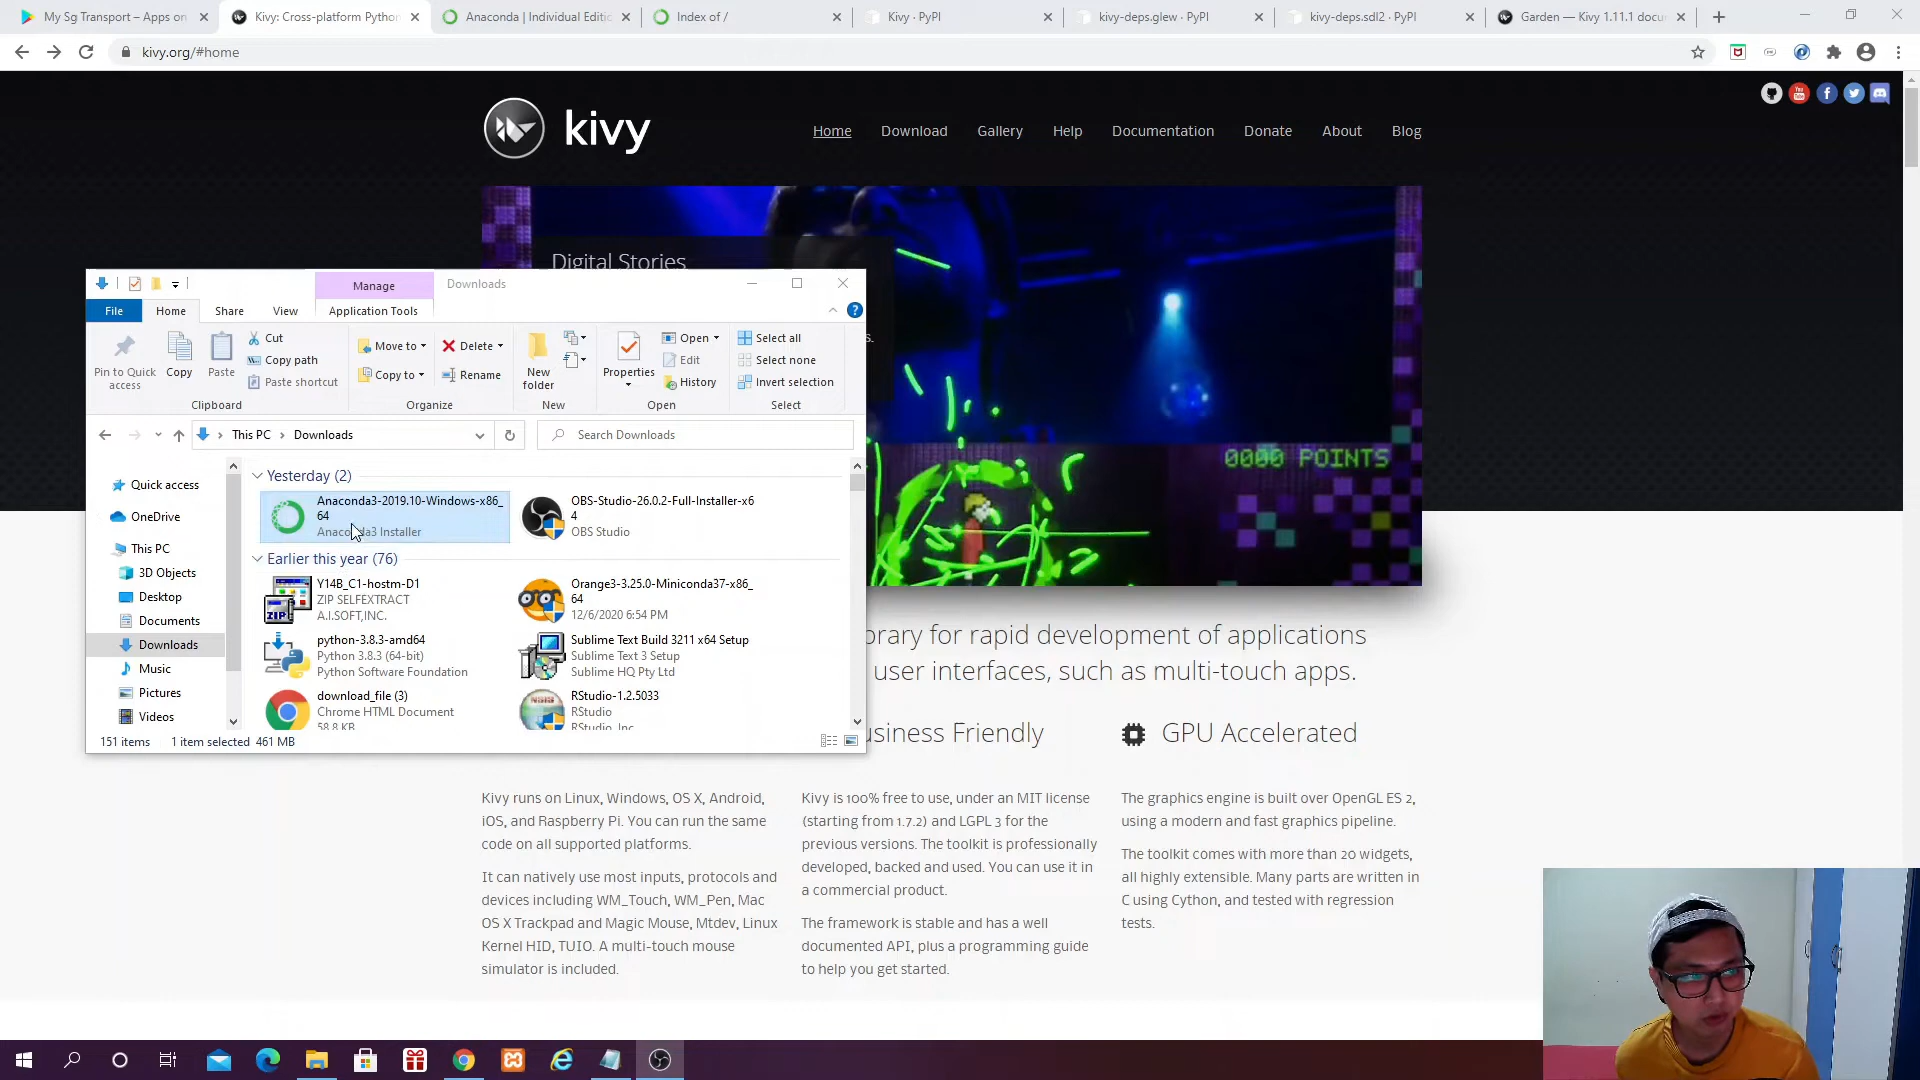 My Sg Transport – Apps on
Kivy: Cross-platform Python
Anaconda | Individual Editio
Index of /
Kivy · PyPI
kivy-deps.glew · PyPI
kivy-deps.sdl2 · PyPI
Garden — Kivy 1.11.1 docu
kivy.org/#home
kivy
Home Download Gallery Help Documentation Donate About Blog
Digital Stories
0000 POINTS
Manage
Downloads
File Home Share View Application Tools
Pin to Quick access
Copy
Paste
Cut
Copy path
Paste shortcut
Clipboard
Move to
Copy to
Delete
Rename
Organize
New folder
New
Properties
Open
Edit
History
Open
Select all
Select none
Invert selection
Select
This PC > Downloads
Search Downloads
Quick access
OneDrive
This PC
3D Objects
Desktop
Documents
Downloads
Music
Pictures
Videos
Yesterday (2)
Anaconda3-2019.10-Windows-x86_
64
Anaconda3 Installer
OBS-Studio-26.0.2-Full-Installer-x6
4
OBS Studio
Earlier this year (76)
Y14B_C1-hostm-D1
ZIP SELFEXTRACT
A.I.SOFT,INC.
Orange3-3.25.0-Miniconda37-x86_
64
12/6/2020 6:54 PM
python-3.8.3-amd64
Python 3.8.3 (64-bit)
Python Software Foundation
Sublime Text Build 3211 x64 Setup
Sublime Text 3 Setup
Sublime HQ Pty Ltd
download_file (3)
Chrome HTML Document
58.8 KB
RStudio-1.2.5033
RStudio
RStudio, Inc.
151 items 1 item selected 461 MB
s.
rary for rapid development of applications
user interfaces, such as multi-touch apps.
usiness Friendly
GPU Accelerated
Kivy runs on Linux, Windows, OS X, Android,
iOS, and Raspberry Pi. You can run the same
code on all supported platforms.
It can natively use most inputs, protocols and
devices including WM_Touch, WM_Pen, Mac
OS X Trackpad and Magic Mouse, Mtdev, Linux
Kernel HID, TUIO. A multi-touch mouse
simulator is included.
Kivy is 100% free to use, under an MIT license
(starting from 1.7.2) and LGPL 3 for the
previous versions. The toolkit is professionally
developed, backed and used. You can use it in
a commercial product.
The framework is stable and has a well
documented API, plus a programming guide
to help you get started.
The graphics engine is built over OpenGL ES 2,
using a modern and fast graphics pipeline.
The toolkit comes with more than 20 widgets,
all highly extensible. Many parts are written in
C using Cython, and tested with regression
tests.